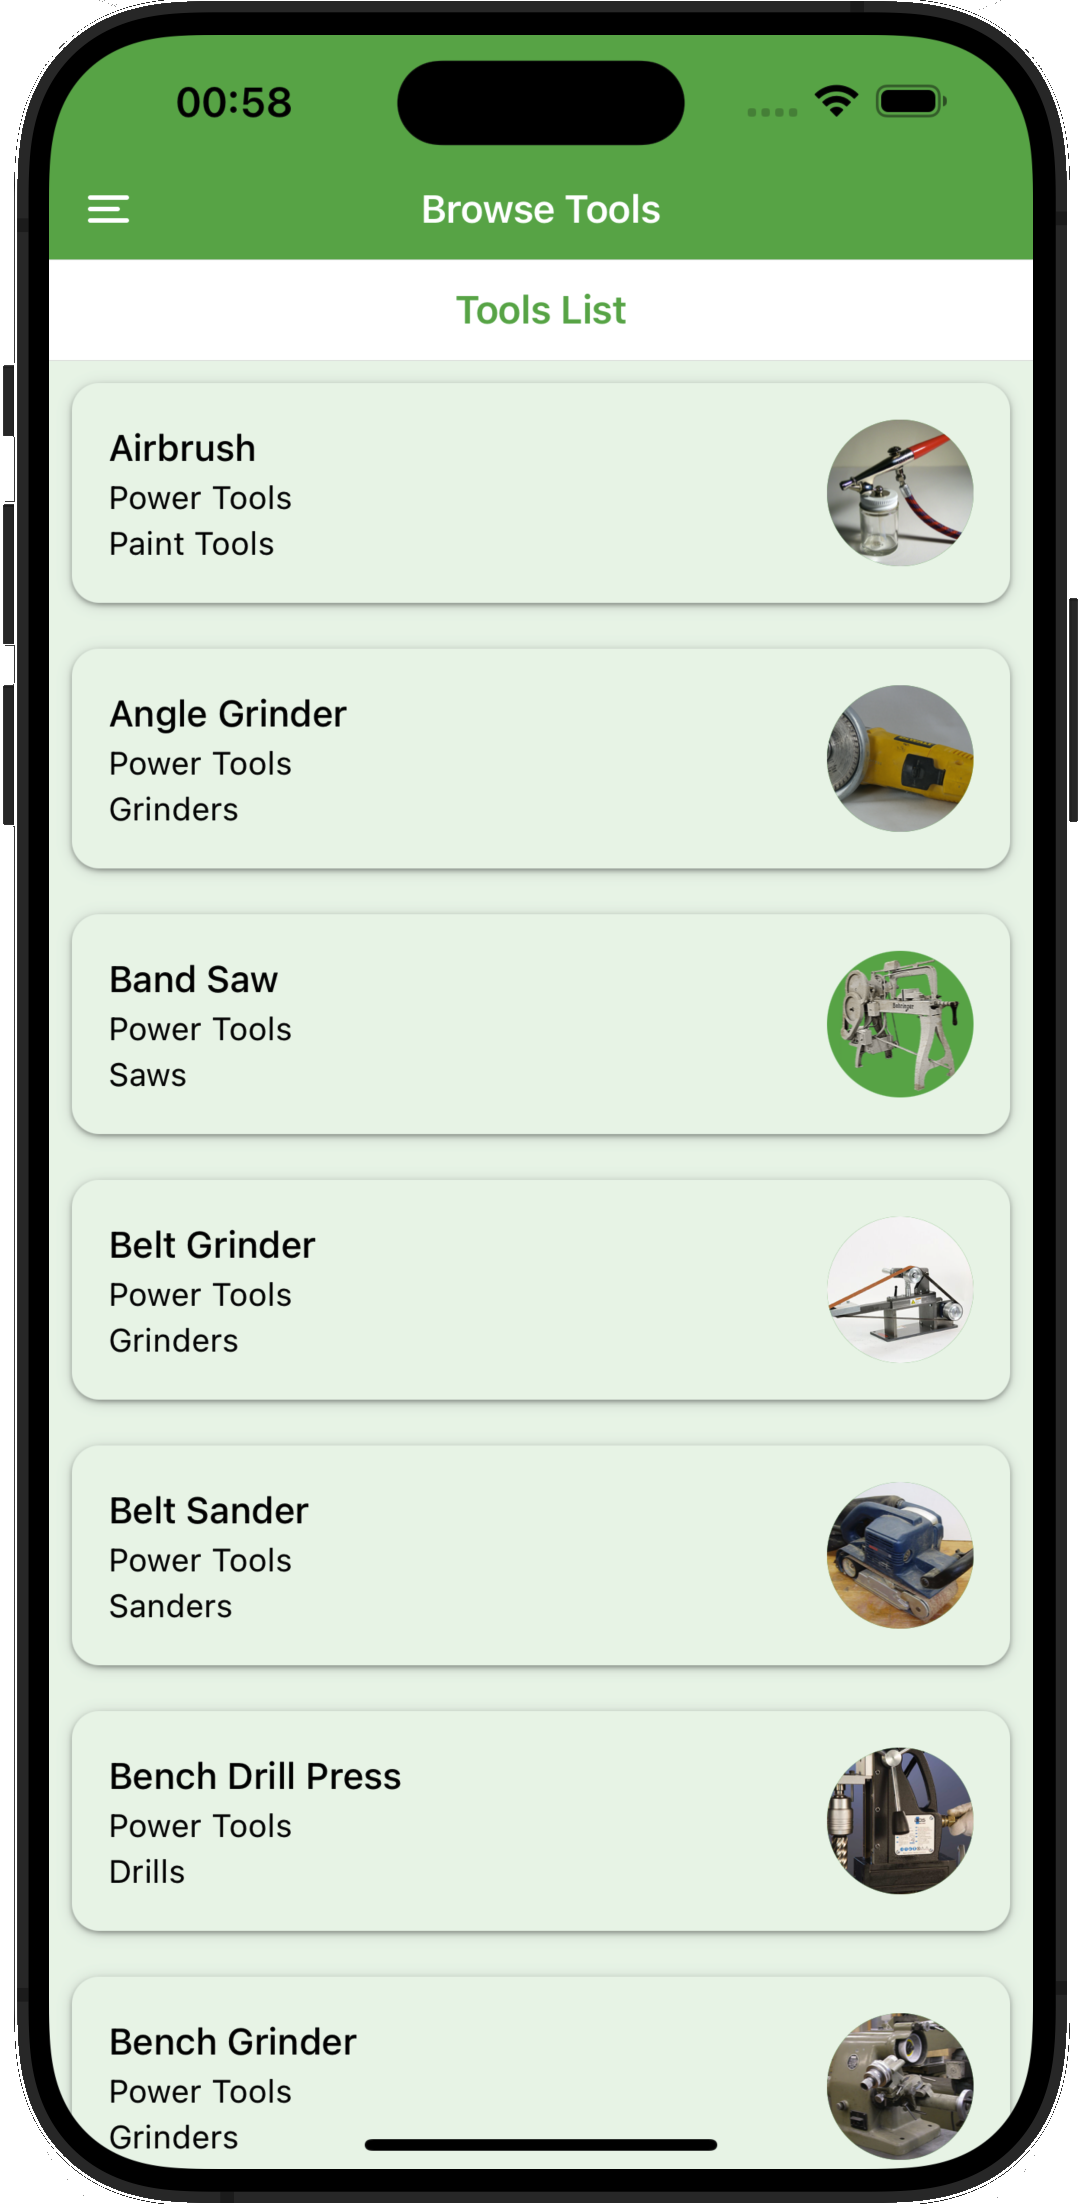 00:58
Browse Tools
Tools List
Airbrush
Power Tools
Paint Tools
Angle Grinder
Power Tools
Grinders
Band Saw
Power Tools
Saws
Belt Grinder
Power Tools
Grinders
Belt Sander
Power Tools
Sanders
Bench Drill Press
Power Tools
Drills
Bench Grinder
Power Tools
Grinders